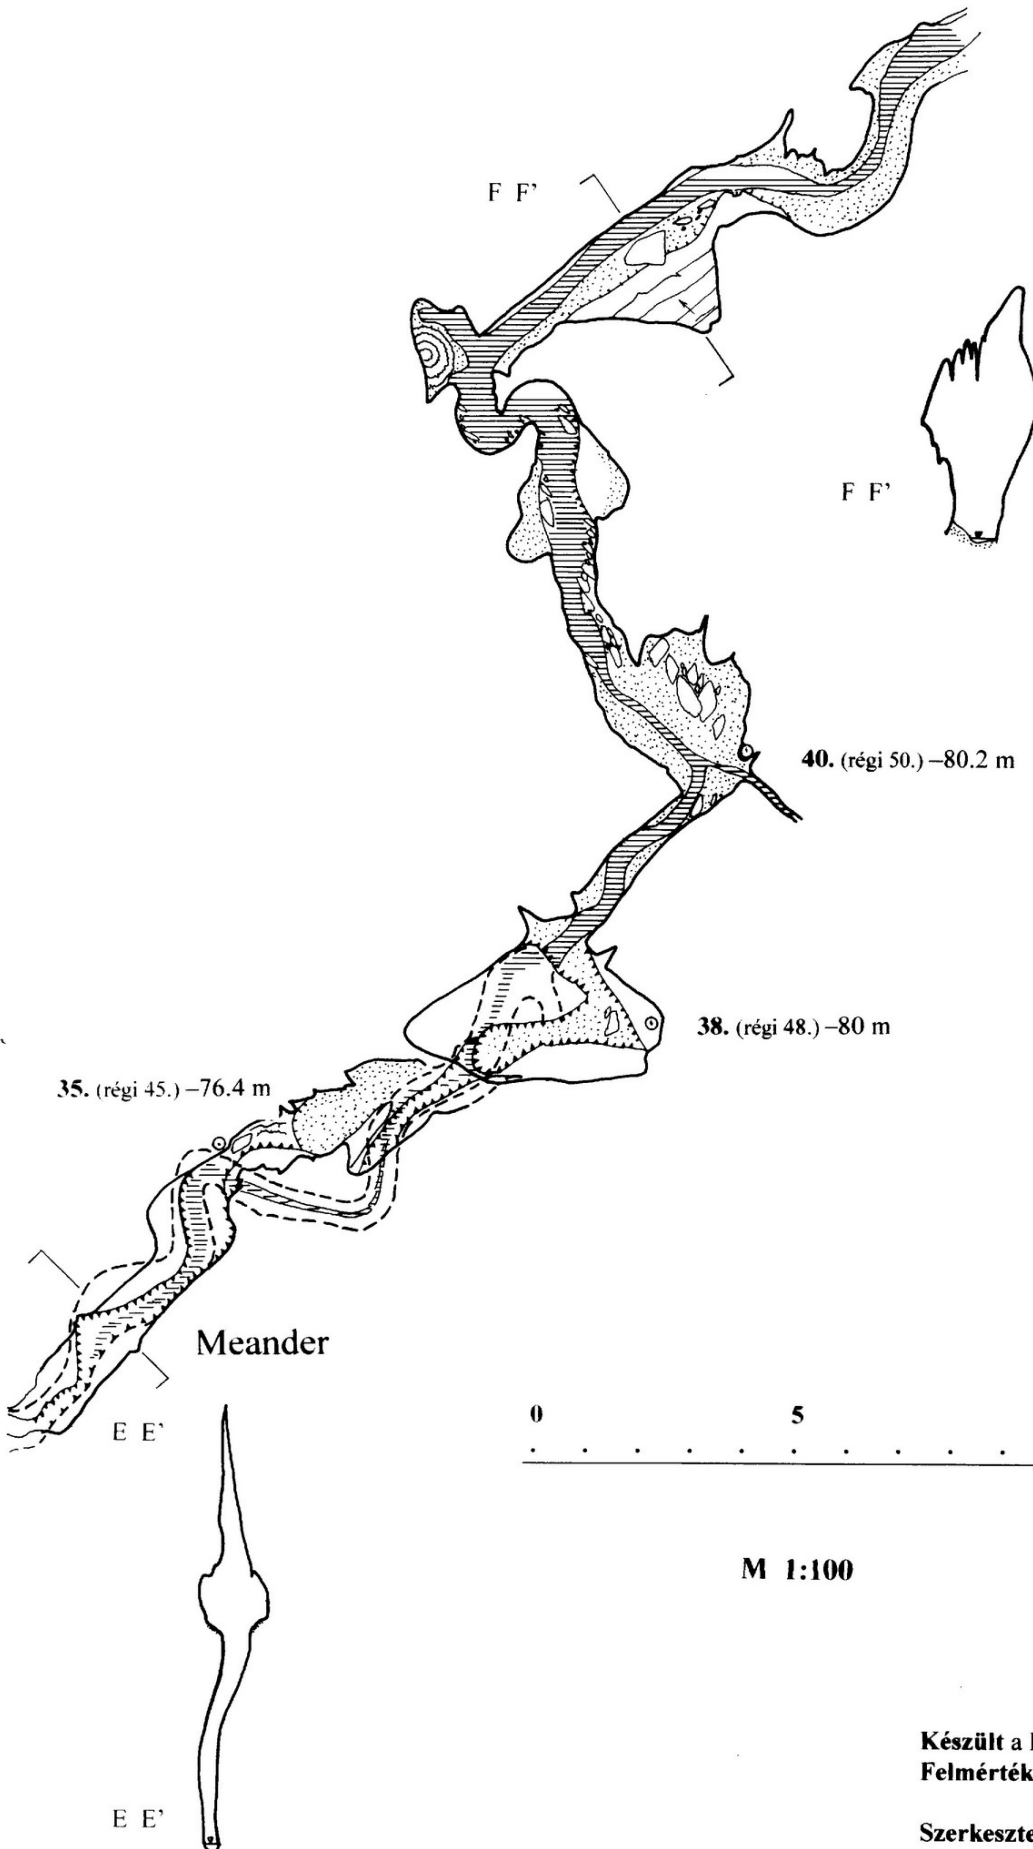 F F’
F F’
40. (régi 50.) –80.2 m
38. (régi 48.) –80 m
35. (régi 45.) –76.4 m
Meander
E E’
0 5
M 1:100
Készült a
Felmérték
E E’